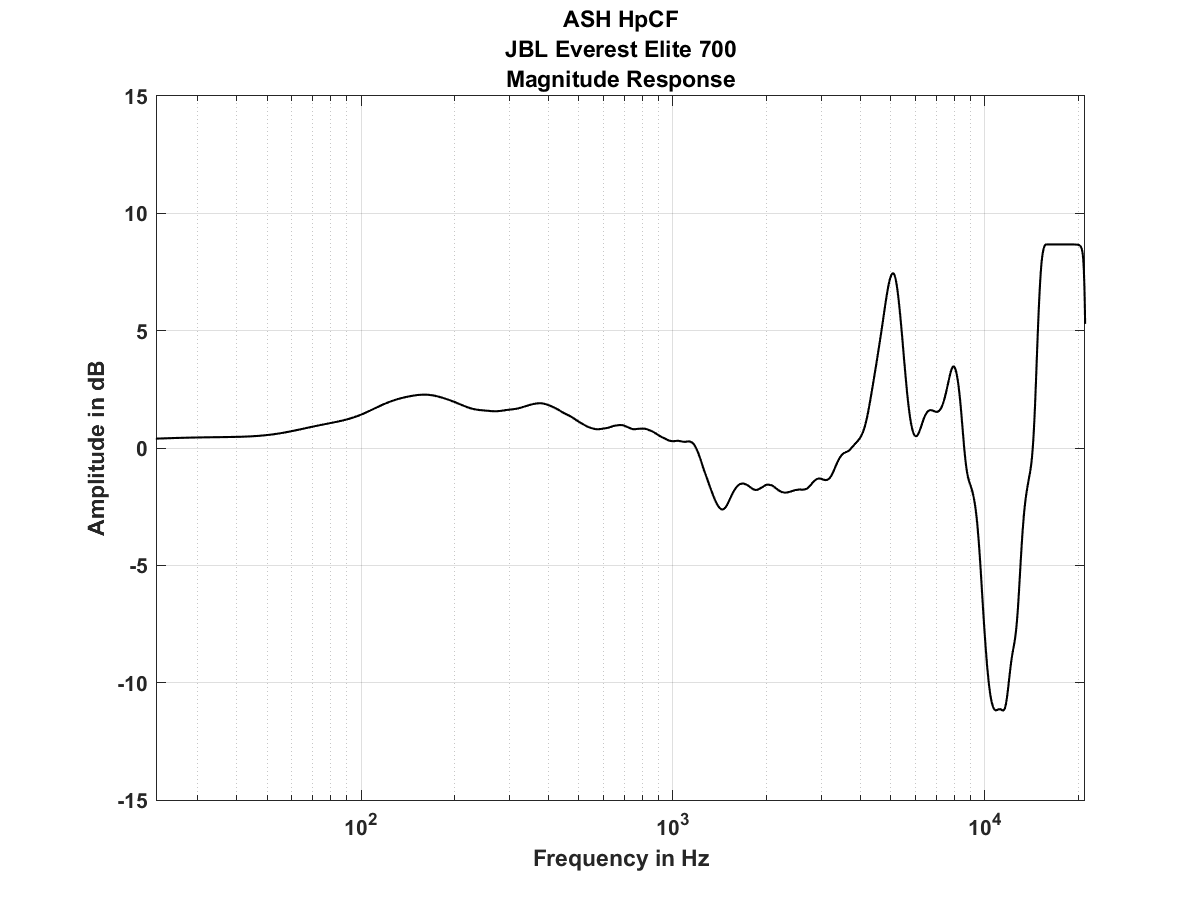 ASH HpCF
JBL Everest Elite 700
Magnitude Response
15
10
5
0
-5
-10
-15
Amplitude in dB
10²
10³
10⁴
Frequency in Hz